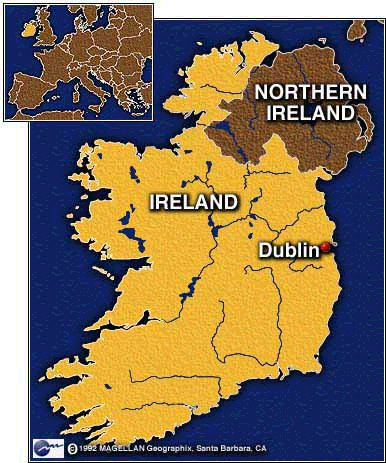 NORTHERN
IRELAND
IRELAND
Dublin
© 1992 MAGELLAN Geographix, Santa Barbara, CA